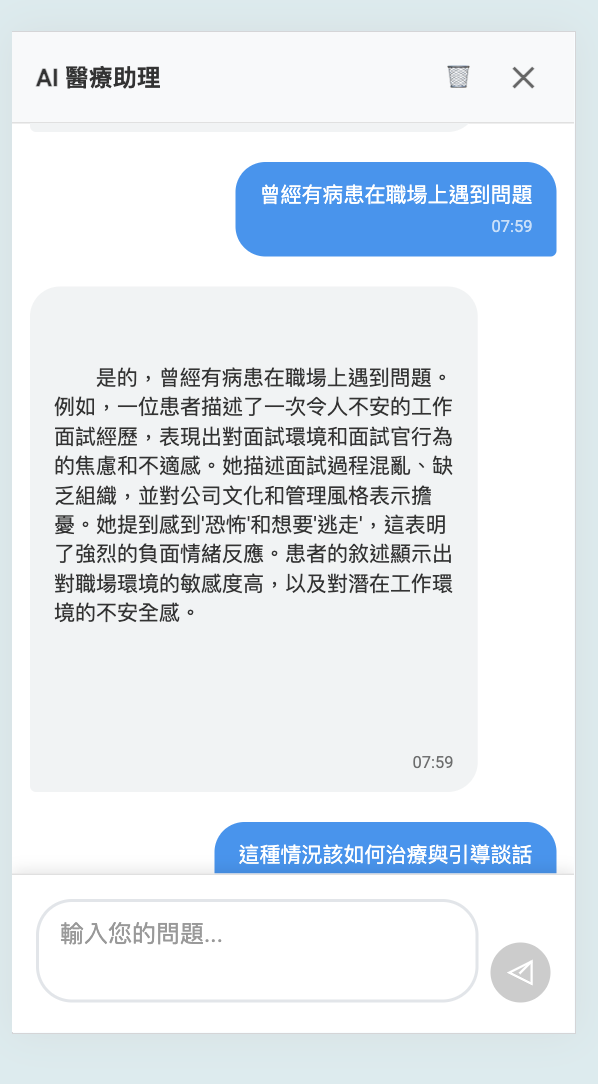 AI 醫療助理
曾經有病患在職場上遇到問題
07:59
是的，曾經有病患在職場上遇到問題。
例如，一位患者描述了一次令人不安的工作
面試經歷，表現出對面試環境和面試官行為
的焦慮和不適感。她描述面試過程混亂、缺
乏組織，並對公司文化和管理風格表示擔
憂。她提到感到'恐怖'和想要'逃走'，這表明
了強烈的負面情緒反應。患者的敘述顯示出
對職場環境的敏感度高，以及對潛在工作環
境的不安全感。
07:59
這種情況該如何治療與引導談話
輸入您的問題...